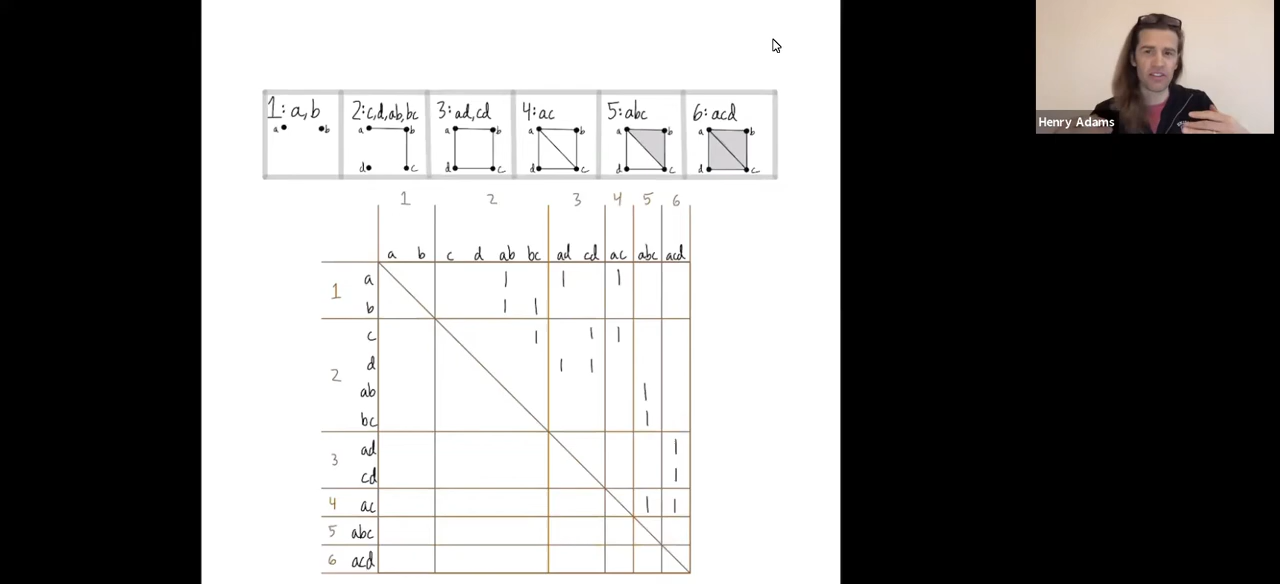 1: a,b
2: c,d,ab,bc
3: ad,cd
4: ac
5: abc
6: acd
a b
a b
d c
a b
d c
a b
d c
a b
d c
a b
d c
Henry Adams
1 2 3 4 5 6
a b c d ab bc ad cd ac abc acd
1 a 1 1 1
b 1 1
c 1 1 1
2 d 1 1
ab 1
bc 1
3 ad 1
cd 1
4 ac 1 1
5 abc
6 acd